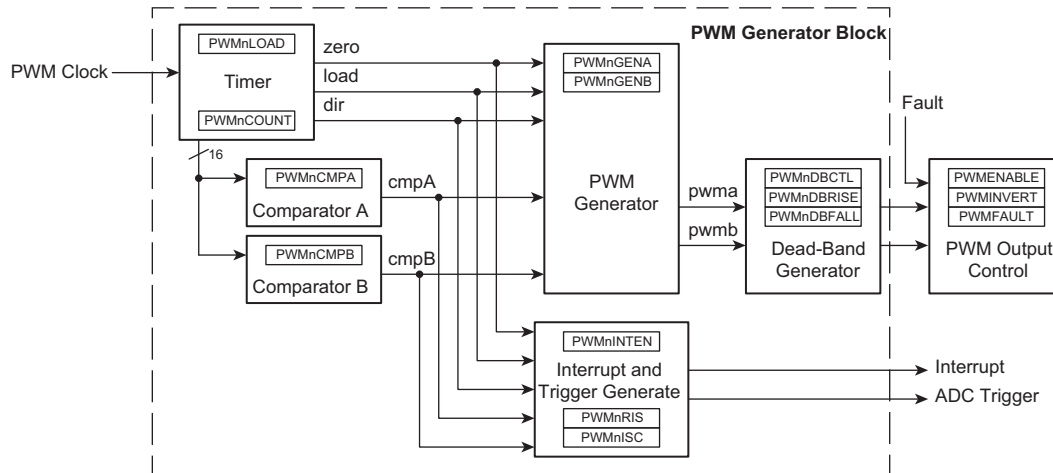 PWM Generator Block
PWM Clock
PWMnLOAD
Timer
PWMnCOUNT
zero
load
dir
16
PWMnCMPA
Comparator A
cmpA
PWMnCMPB
Comparator B
cmpB
PWMnGENA
PWMnGENB
PWM
Generator
pwma
pwmb
PWMnDBCTL
PWMnDBRISE
PWMnDBFALL
Dead-Band
Generator
Fault
PWMENABLE
PWMINVERT
PWMFAULT
PWM Output
Control
PWMnINTEN
Interrupt and
Trigger Generate
PWMnRIS
PWMnISC
Interrupt
ADC Trigger